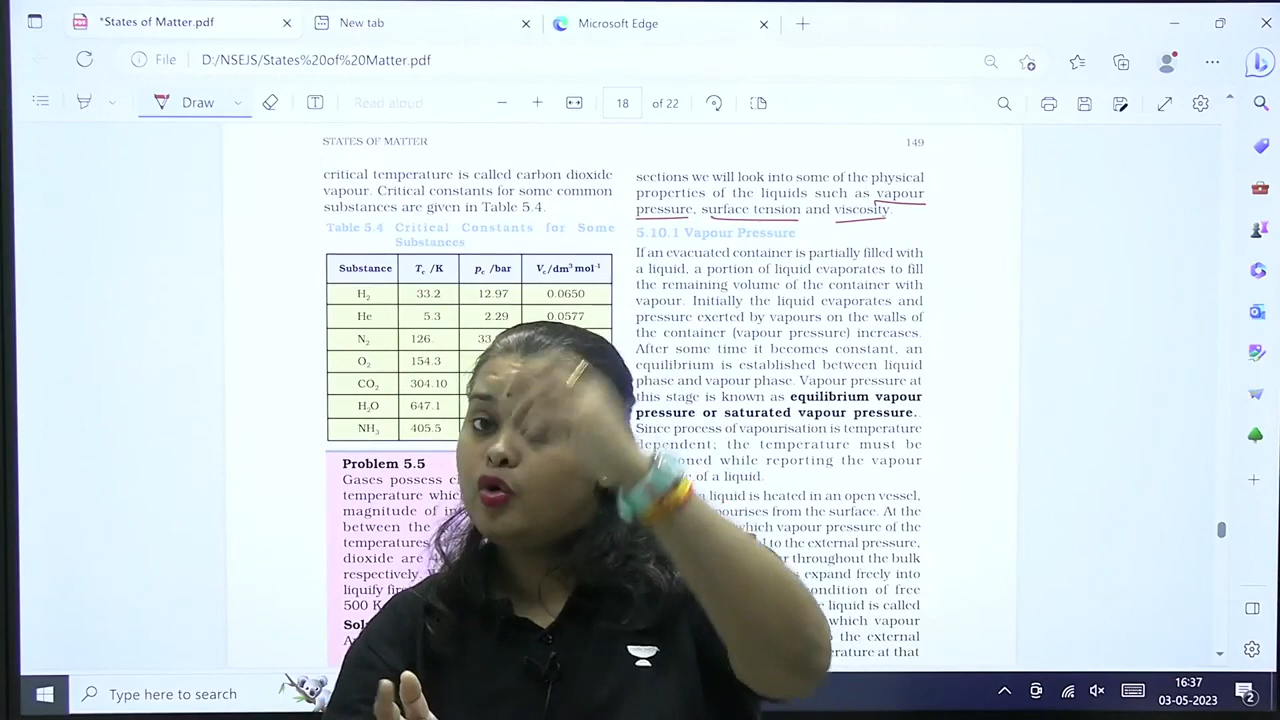 *States of Matter.pdf
New tab
Microsoft Edge
File
D:/NSEJS/States%20of%20Matter.pdf
Draw
Read aloud
18
of 22
STATES OF MATTER
149
critical temperature is called carbon dioxide
vapour. Critical constants for some common
substances are given in Table 5.4.
Table 5.4 Critical Constants for Some
Substances
Substance Tc /K pc /bar Vc/dm³ mol⁻¹
H₂ 33.2 12.97 0.0650
He 5.3 2.29 0.0577
N₂ 126. 33
O₂ 154.3
CO₂ 304.10
H₂O 647.1
NH₃ 405.5
Problem 5.5
Gases possess
temperature
magnitude of
between the
temperatures
dioxide are
respectively.
liquify
500 K
sections we will look into some of the physical
properties of the liquids such as vapour
pressure, surface tension and viscosity.
5.10.1 Vapour Pressure
If an evacuated container is partially filled with
a liquid, a portion of liquid evaporates to fill
the remaining volume of the container with
vapour. Initially the liquid evaporates and
pressure exerted by vapours on the walls of
the container (vapour pressure) increases.
After some time it becomes constant, an
equilibrium is established between liquid
phase and vapour phase. Vapour pressure at
this stage is known as equilibrium vapour
pressure or saturated vapour pressure..
Since process of vapourisation is temperature
dependent; the temperature must be
while reporting the vapour
of a liquid.
a liquid is heated in an open vessel,
from the surface. At the
which vapour pressure of the
to the external pressure,
throughout the bulk
expand freely into
condition of free
liquid is called
which vapour
the external
at that
Type here to search
16:37
03-05-2023
2